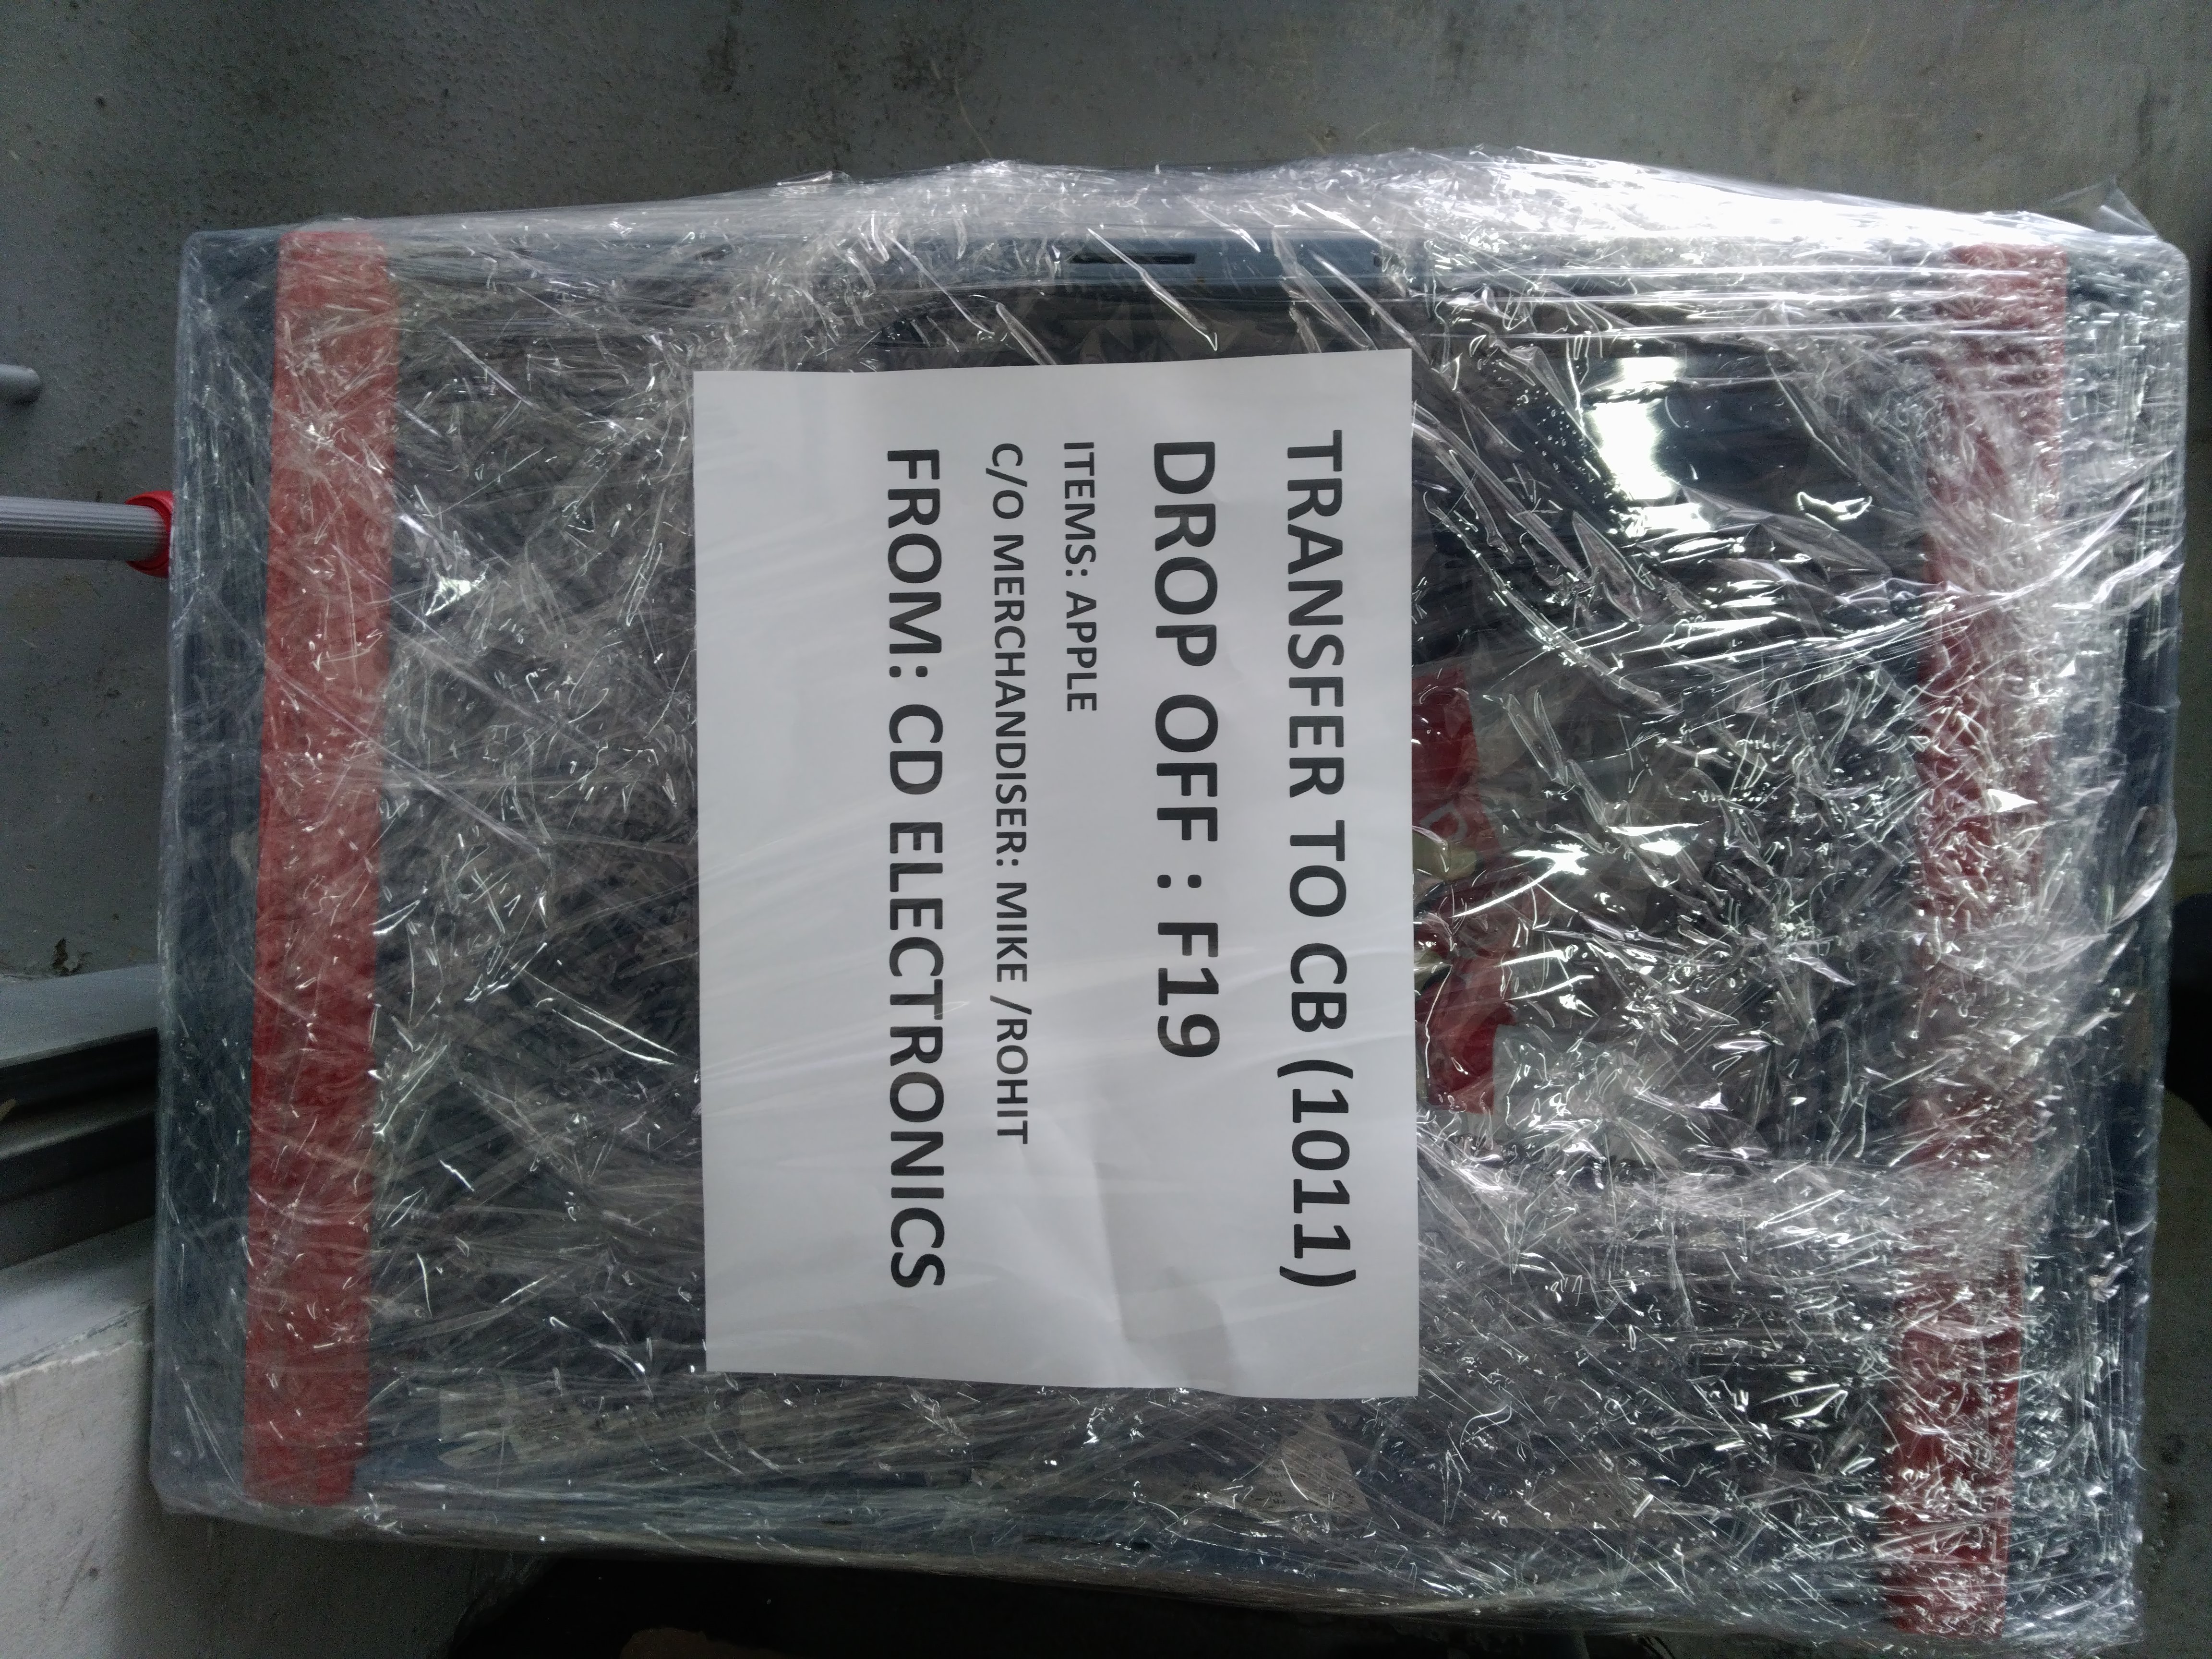 TRANSFER TO CB (1011)
DROP OFF : F19
ITEMS: APPLE
C/O MERCHANDISER: MIKE /ROHIT
FROM: CD ELECTRONICS